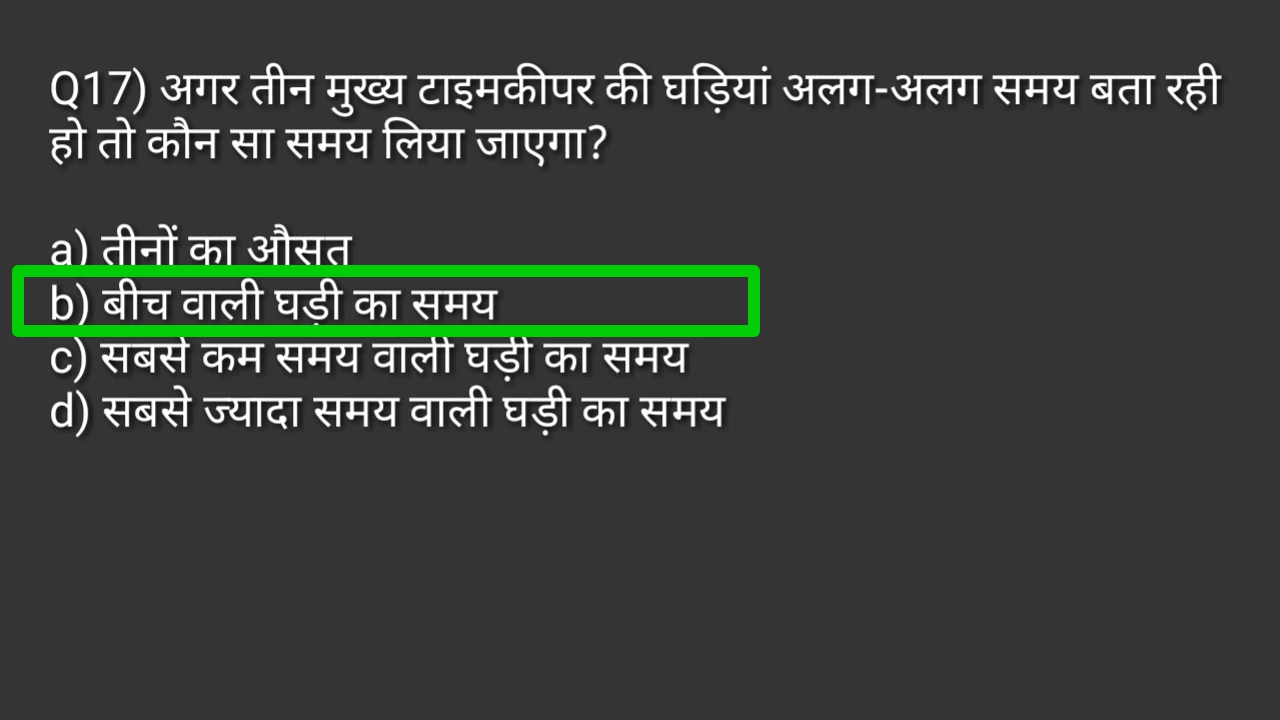 Q17) अगर तीन मुख्य टाइमकीपर की घड़ियां अलग-अलग समय बता रही
हो तो कौन सा समय लिया जाएगा?
a) तीनों का औसत
b) बीच वाली घड़ी का समय
c) सबसे कम समय वाली घड़ी का समय
d) सबसे ज्यादा समय वाली घड़ी का समय